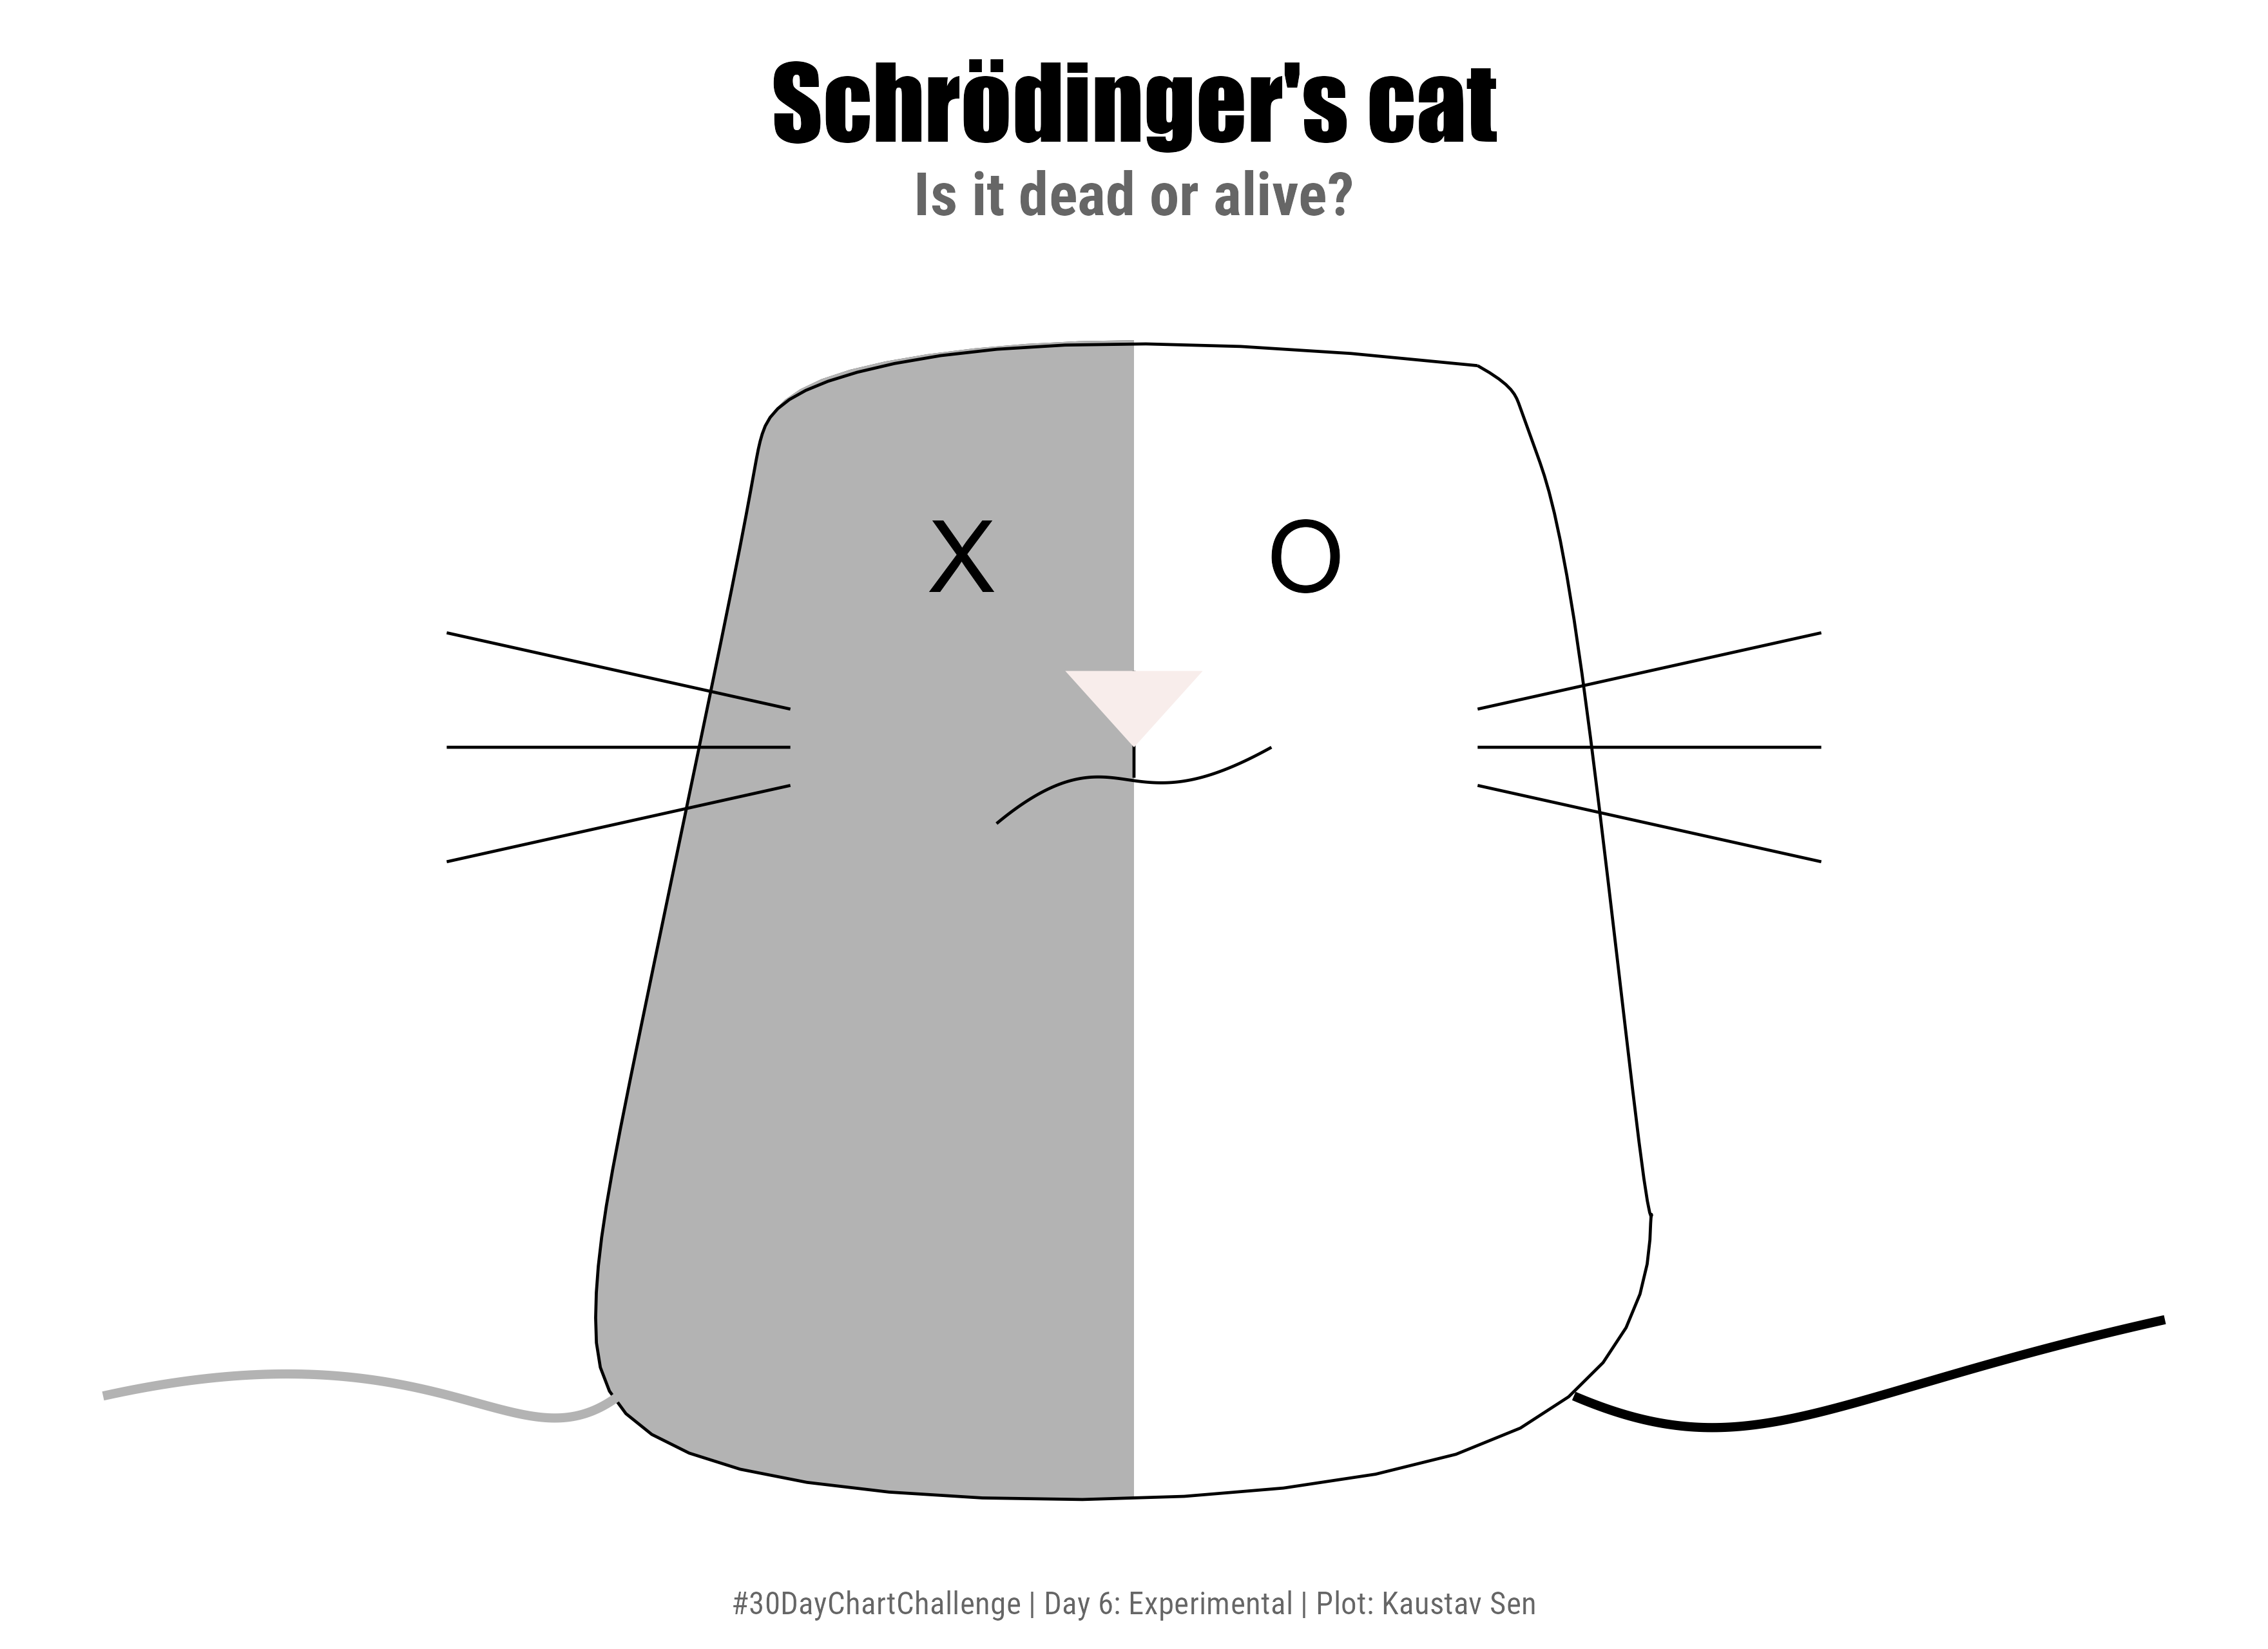 Schrödinger's cat
Is it dead or alive?
X O
#30DayChartChallenge | Day 6: Experimental | Plot: Kaustav Sen